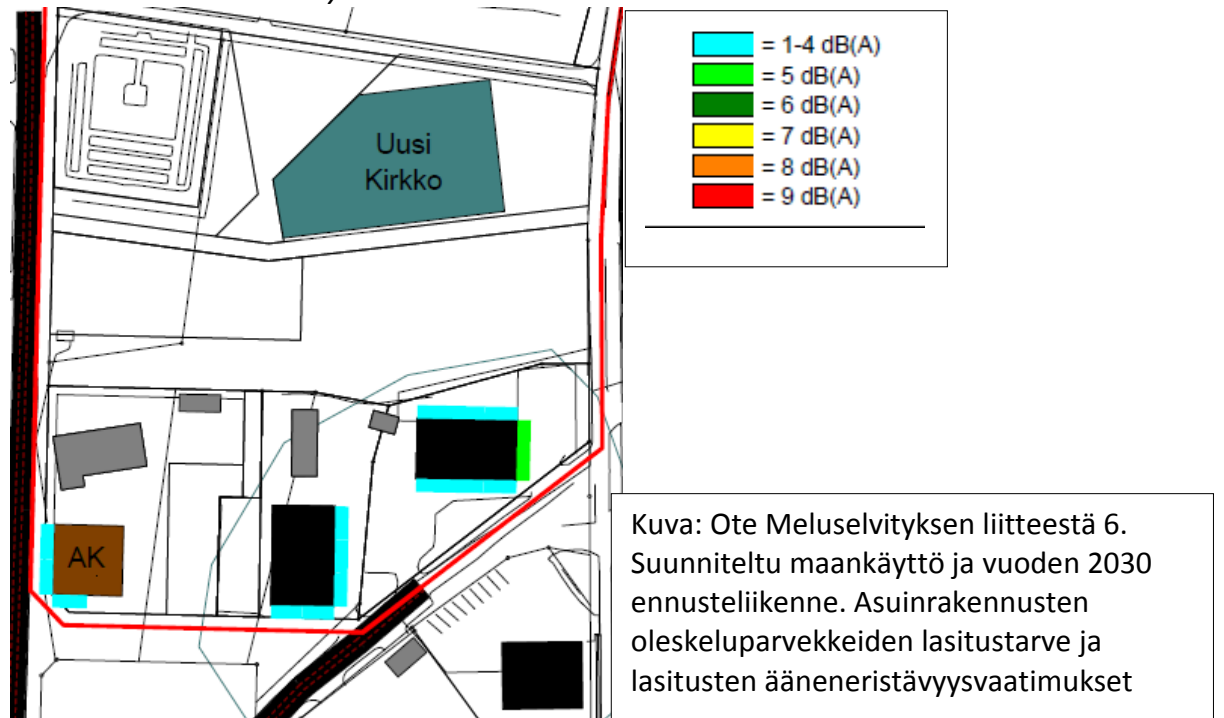 Uusi
Kirkko
AK
= 1-4 dB(A)
= 5 dB(A)
= 6 dB(A)
= 7 dB(A)
= 8 dB(A)
= 9 dB(A)
Kuva: Ote Meluselvityksen liitteestä 6.
Suunniteltu maankäyttö ja vuoden 2030
ennusteliikenne. Asuinrakennusten
oleskeluparvekkeiden lasitustarve ja
lasitusten ääneneristävyysvaatimukset